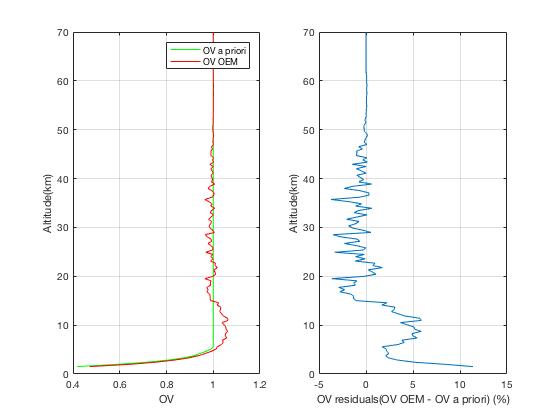 70
60
50
40
30
20
10
0
0.4 0.6 0.8 1 1.2
Altitude(km)
OV
OV a priori
OV OEM
70
60
50
40
30
20
10
0
-5 0 5 10 15
Altitude(km)
OV residuals(OV OEM - OV a priori) (%)